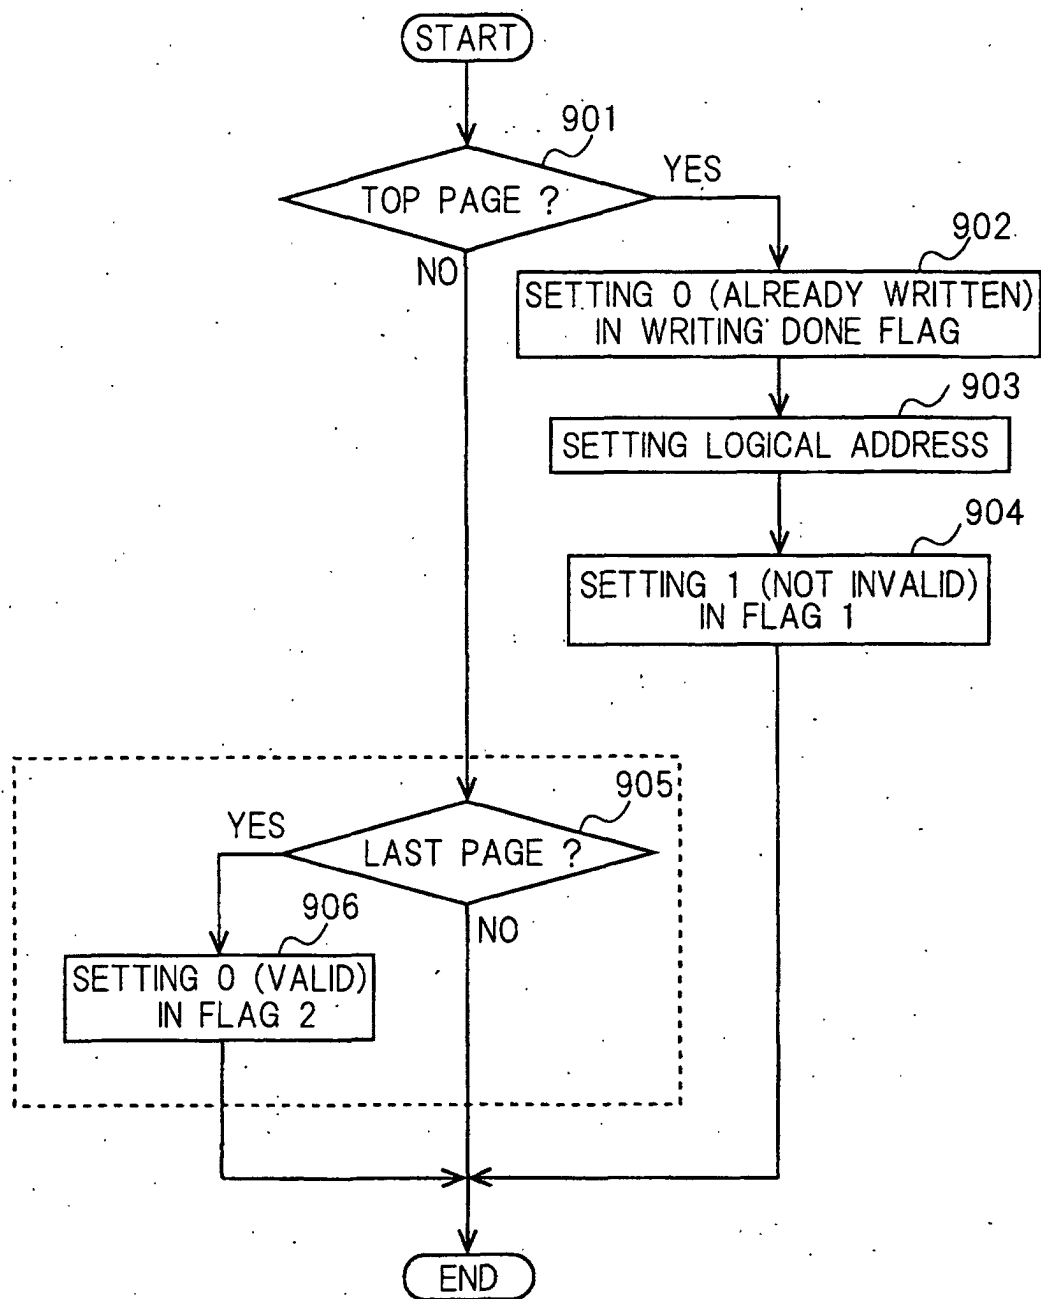 START
901
TOP PAGE ?
YES
NO
902
SETTING 0 (ALREADY WRITTEN)
IN WRITING DONE FLAG
903
SETTING LOGICAL ADDRESS
904
SETTING 1 (NOT INVALID)
IN FLAG 1
905
LAST PAGE ?
YES
NO
906
SETTING 0 (VALID)
IN FLAG 2
END